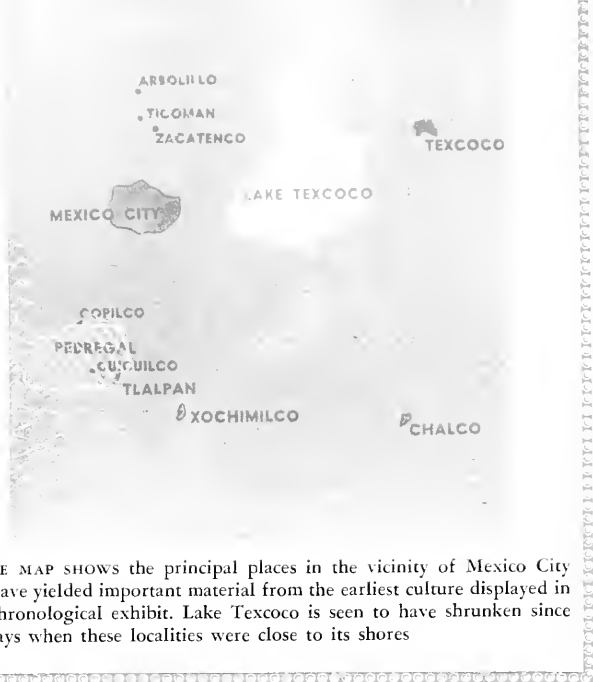 ARBOLILLO
TICOMAN
ZACATENCO
TEXCOCO
LAKE TEXCOCO
MEXICO CITY
COPILCO
PEDREGAL
CUICUILCO
TLALPAN
XOCHIMILCO
CHALCO
E MAP SHOWS the principal places in the vicinity of Mexico City
ave yielded important material from the earliest culture displayed in
hronological exhibit. Lake Texcoco is seen to have shrunken since
ays when these localities were close to its shores